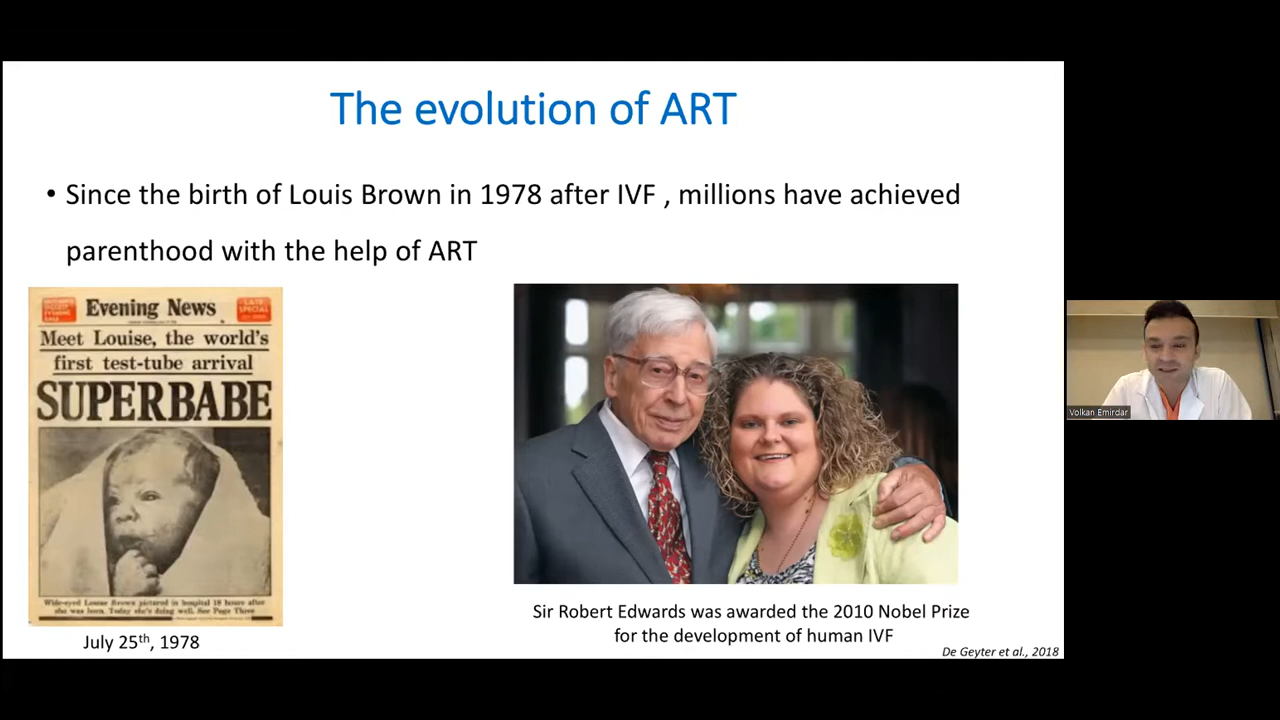 The evolution of ART
• Since the birth of Louis Brown in 1978 after IVF , millions have achieved
parenthood with the help of ART
Evening News
LATE
SPECIAL
Meet Louise, the world's
first test-tube arrival
SUPERBABE
Wide-eyed Louise Brown pictured in hospital 18 hours after
she was born. Today she's doing well. See Page Three
July 25th, 1978
Sir Robert Edwards was awarded the 2010 Nobel Prize
for the development of human IVF
De Geyter et al., 2018
Volkan Emirdar